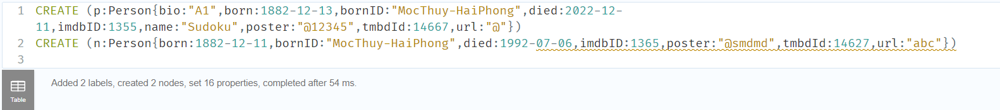 1 CREATE (p:Person{bio:"A1",born:1882-12-13,bornID:"MocThuy-HaiPhong",died:2022-12-
11,imdbID:1355,name:"Sudoku",poster:"@12345",tmbdId:14667,url:"@"})
2 CREATE (n:Person{born:1882-12-11,bornID:"MocThuy-HaiPhong",died:1992-07-06,imdbID:1365,poster:"@smdmd",tmbdId:14627,url:"abc"})
3
Added 2 labels, created 2 nodes, set 16 properties, completed after 54 ms.
Table